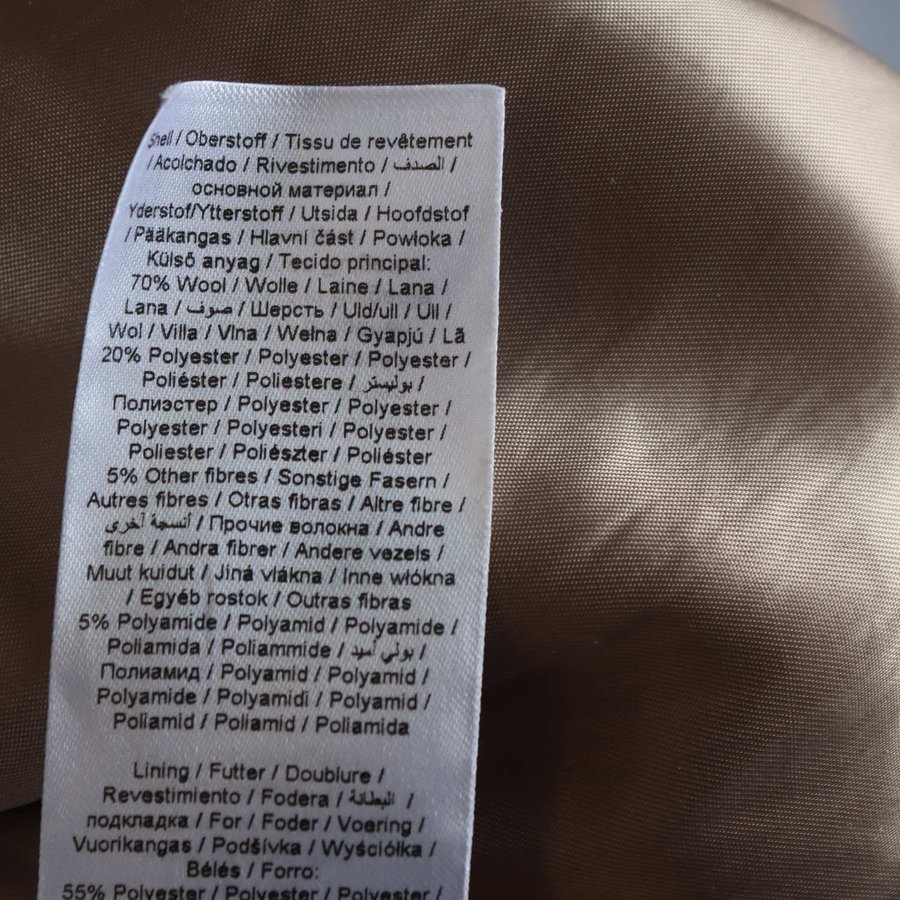 Shell / Oberstoff / Tissu de revêtement
/ Acolchado / Rivestimento / الصدف /
основной материал /
Yderstof/Ytterstoff / Utsida / Hoofdstof
/ Pääkangas / Hlavní část / Powłoka /
Külső anyag / Tecido principal:
70% Wool / Wolle / Laine / Lana /
Lana / صوف / Шерсть / Uld/ull / Ull /
Wol / Villa / Vlna / Wełna / Gyapjú / Lã
20% Polyester / Polyester / Polyester /
Poliéster / Poliestere / بوليستر /
Полиэстер / Polyester / Polyester /
Polyester / Polyesteri / Polyester /
Poliester / Poliészter / Poliéster
5% Other fibres / Sonstige Fasern /
Autres fibres / Otras fibras / Altre fibre /
أنسجة أخرى / Прочие волокна / Andre
fibre / Andra fibrer / Andere vezels /
Muut kuidut / Jiná vlákna / Inne włókna
/ Egyéb rostok / Outras fibras
5% Polyamide / Polyamid / Polyamide /
Poliamida / Poliammide / بولي أميد /
Полиамид / Polyamid / Polyamid /
Polyamide / Polyamidi / Polyamid /
Poliamid / Poliamid / Poliamida
Lining / Futter / Doublure /
Revestimiento / Fodera / البطانة /
подкладка / For / Foder / Voering /
Vuorikangas / Podšívka / Wyściółka /
Bélés / Forro:
55% Polyester / Polyester / Polyester /